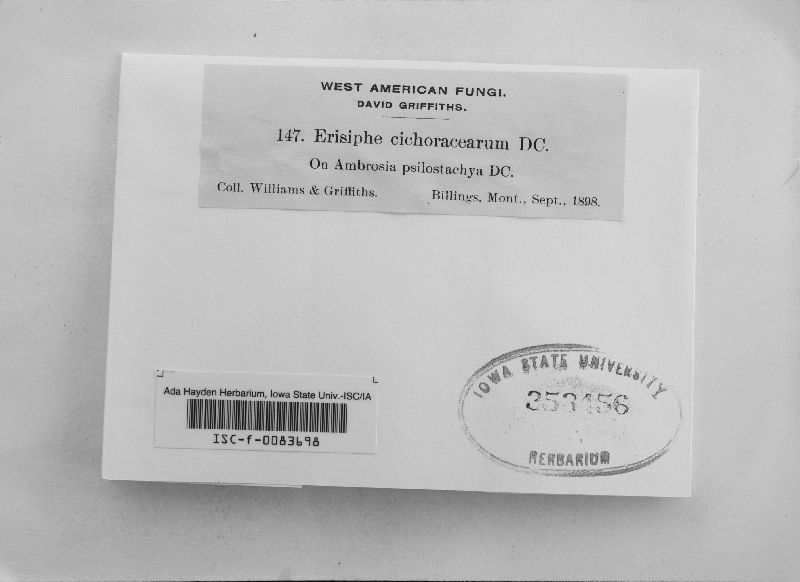 WEST AMERICAN FUNGI.
DAVID GRIFFITHS.
147. Erisiphe cichoracearum DC.
On Ambrosia psilostachya DC.
Coll. Williams & Griffiths. Billings, Mont., Sept., 1898.
Ada Hayden Herbarium, Iowa State Univ.-ISC/IA
ISC-f-0083698
IOWA STATE UNIVERSITY
353456
HERBARIUM